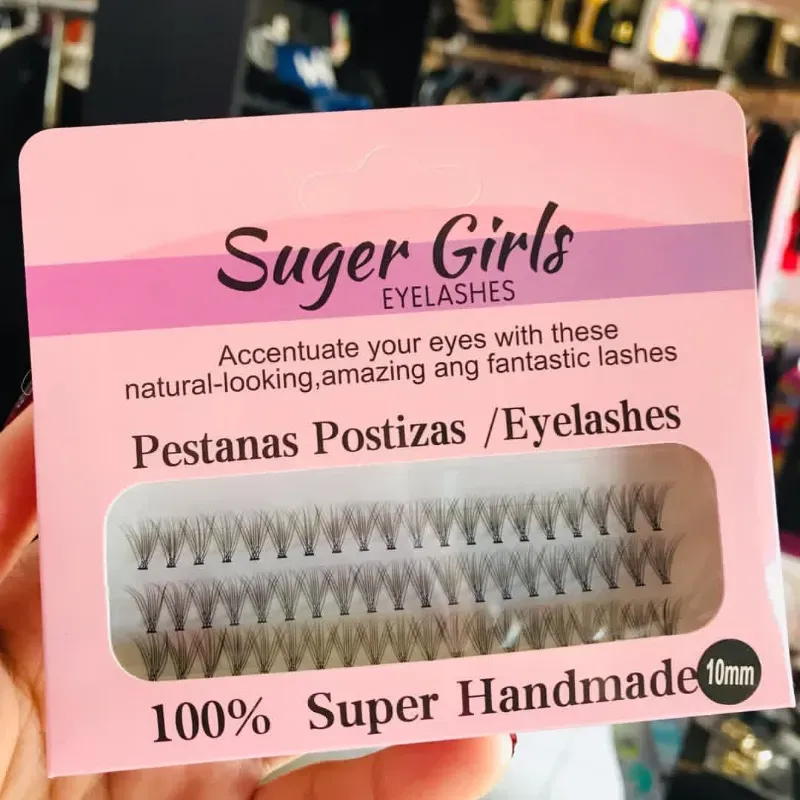 Suger Girls
EYELASHES
Accentuate your eyes with these
natural-looking,amazing ang fantastic lashes
Pestanas Postizas /Eyelashes
100% Super Handmade
10mm